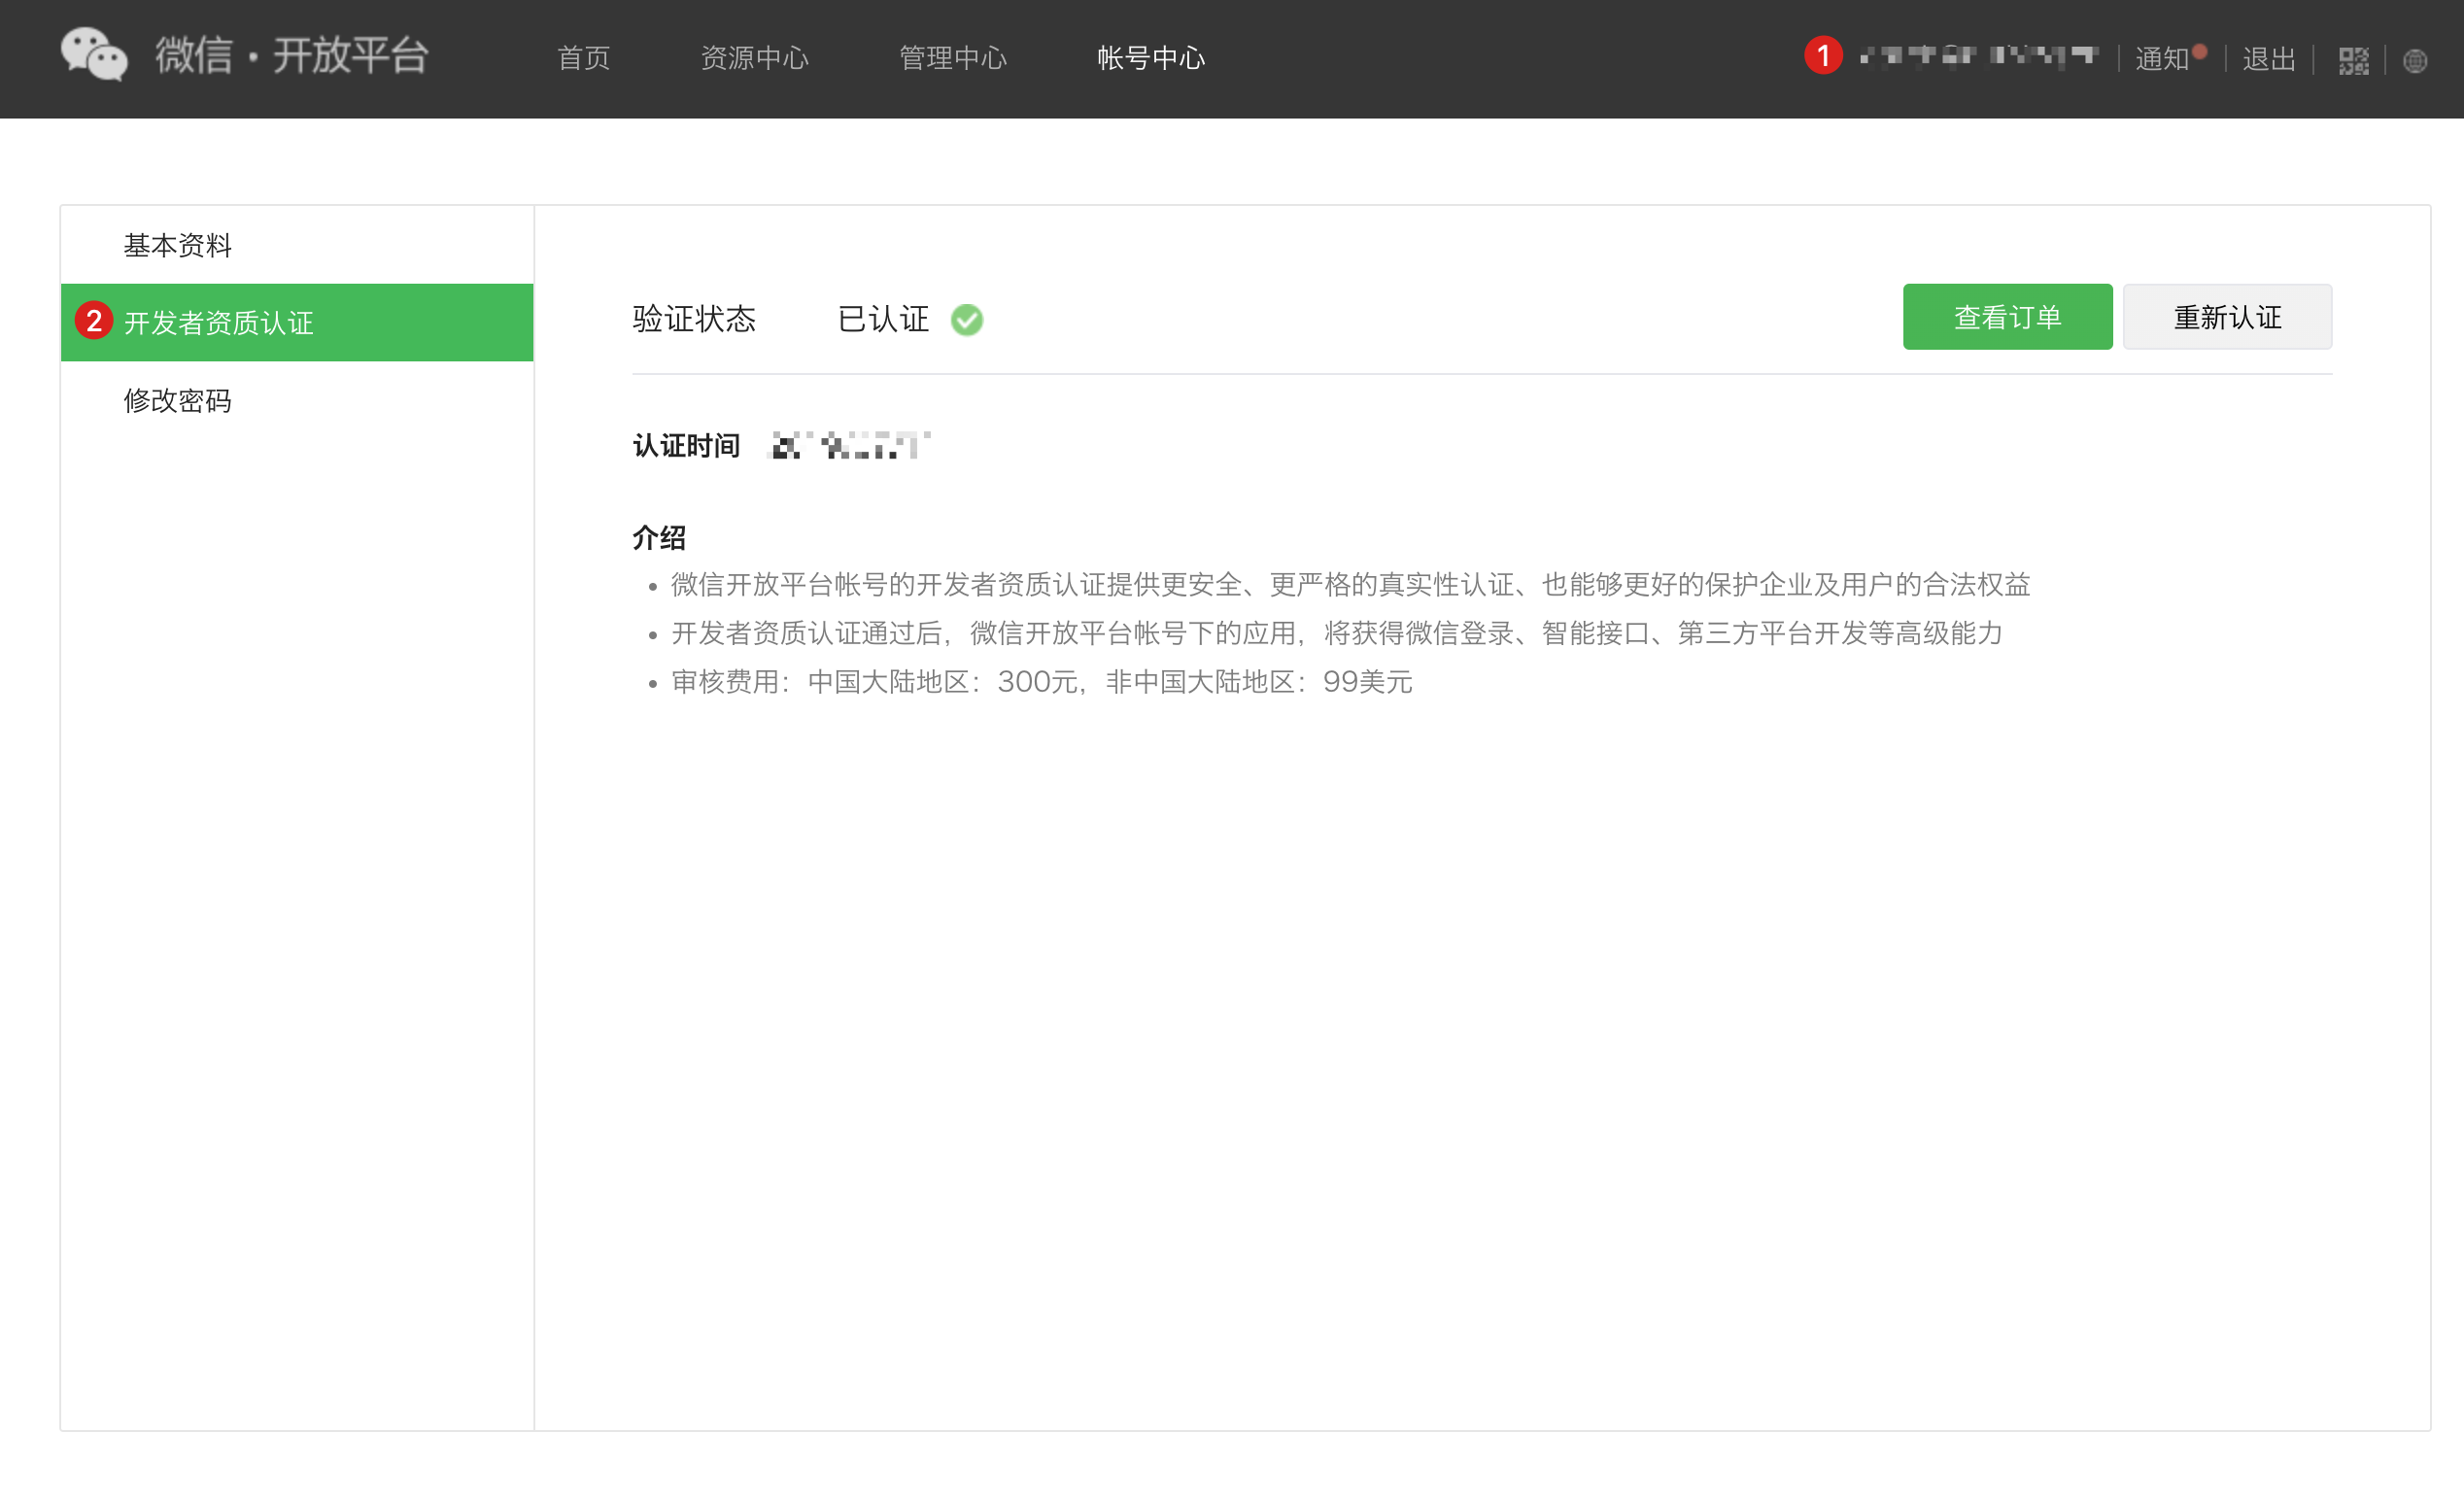 微信·开放平台 首页 资源中心 管理中心 帐号中心 1 通知 退出
基本资料
2 开发者资质认证
修改密码
验证状态 已认证 查看订单 重新认证
认证时间
介绍
微信开放平台帐号的开发者资质认证提供更安全、更严格的真实性认证、也能够更好的保护企业及用户的合法权益
开发者资质认证通过后，微信开放平台帐号下的应用，将获得微信登录、智能接口、第三方平台开发等高级能力
审核费用：中国大陆地区：300元，非中国大陆地区：99美元